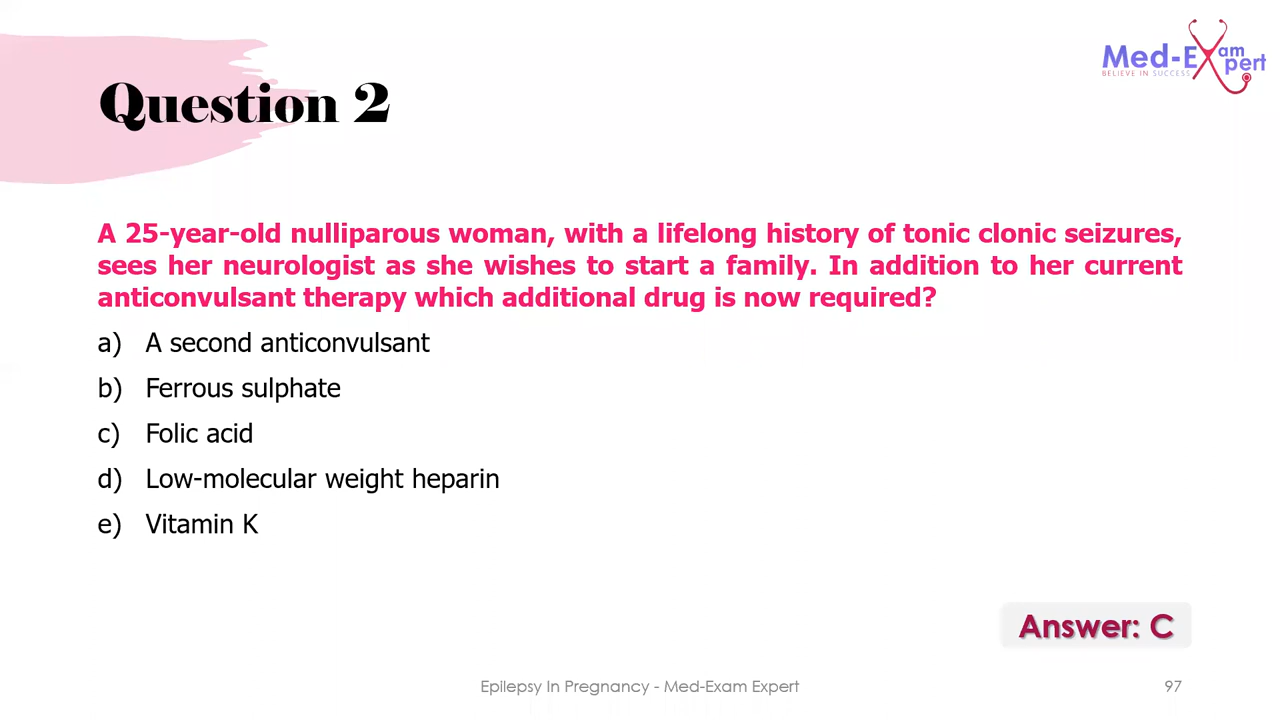 Med-Exam
Expert
BELIEVE IN SUCCESS
Question 2
A 25-year-old nulliparous woman, with a lifelong history of tonic clonic seizures,
sees her neurologist as she wishes to start a family. In addition to her current
anticonvulsant therapy which additional drug is now required?
a) A second anticonvulsant
b) Ferrous sulphate
c) Folic acid
d) Low-molecular weight heparin
e) Vitamin K
Answer: C
Epilepsy In Pregnancy - Med-Exam Expert
97